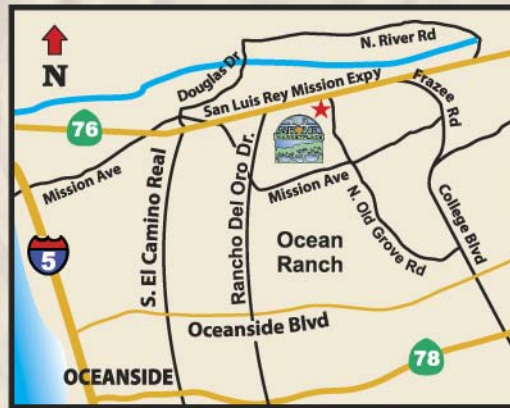 N
N. River Rd
Douglas Dr
San Luis Rey Mission Expy
Frazee Rd
76
Mission Ave
S. El Camino Real
Rancho Del Oro Dr.
Mission Ave
N. Old Grove Rd
College Blvd
5
Ocean
Ranch
Oceanside Blvd
78
OCEANSIDE